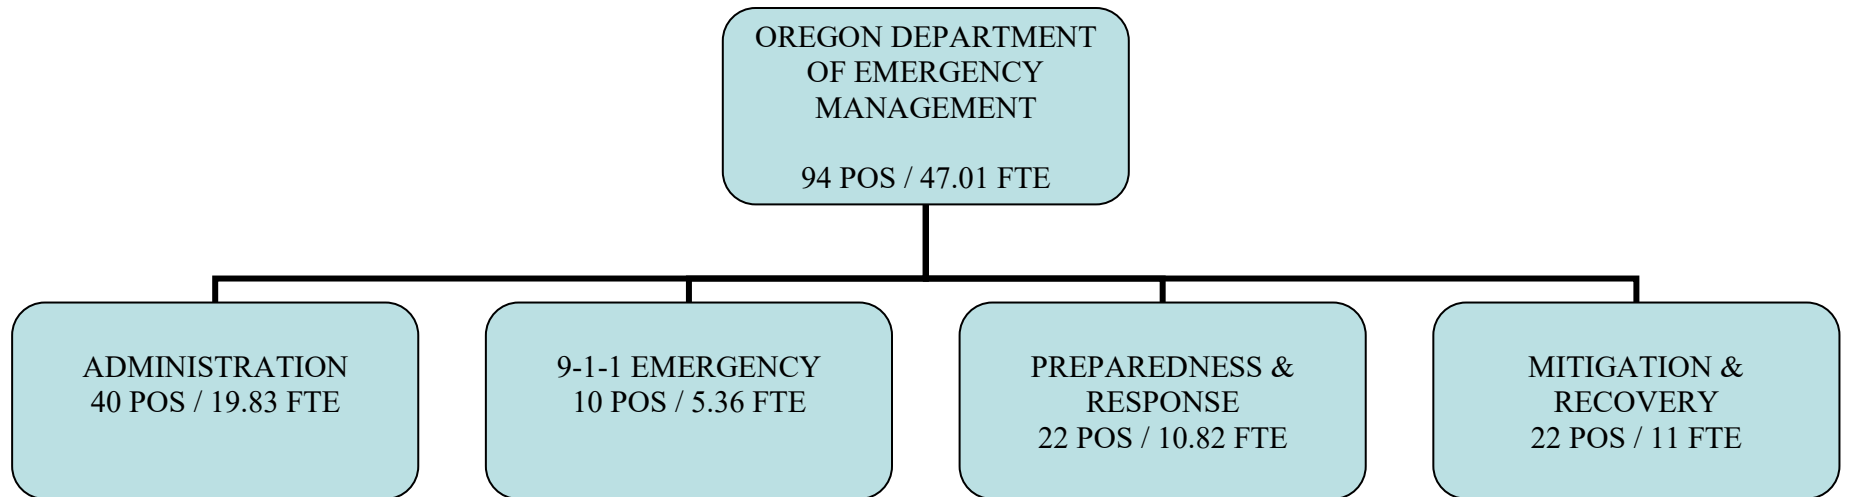 OREGON DEPARTMENT
OF EMERGENCY
MANAGEMENT
94 POS / 47.01 FTE
ADMINISTRATION
40 POS / 19.83 FTE
9-1-1 EMERGENCY
10 POS / 5.36 FTE
PREPAREDNESS &
RESPONSE
22 POS / 10.82 FTE
MITIGATION &
RECOVERY
22 POS / 11 FTE